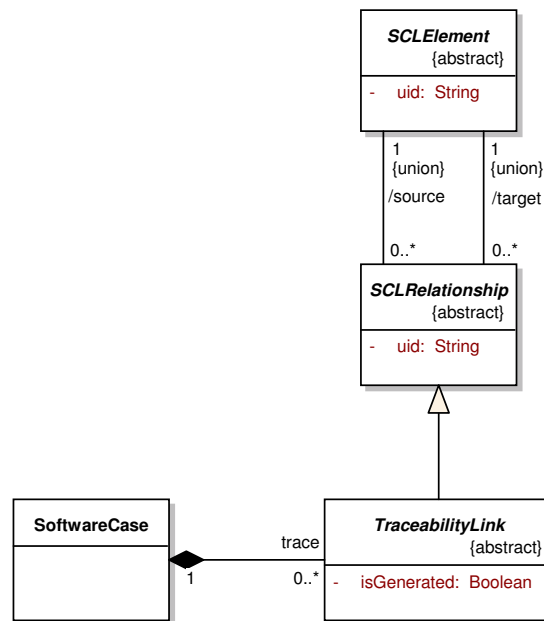 SCLElement
{abstract}
- uid: String
1 1
{union} {union}
/source /target
0..* 0..*
SCLRelationship
{abstract}
- uid: String
SoftwareCase
trace
1 0..*
TraceabilityLink
{abstract}
- isGenerated: Boolean